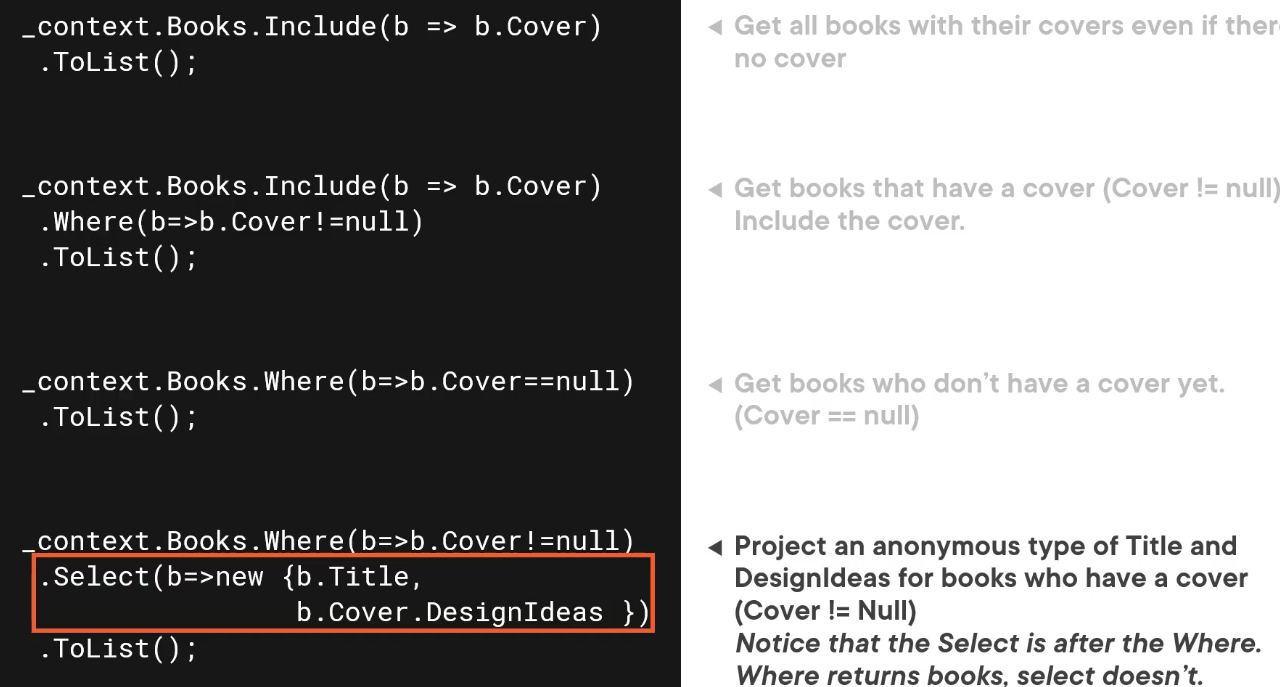 _context.Books.Include(b => b.Cover)
.ToList();
◄ Get all books with their covers even if
no cover
_context.Books.Include(b => b.Cover)
.Where(b=>b.Cover!=null)
.ToList();
◄ Get books that have a cover (Cover != null)
Include the cover.
_context.Books.Where(b=>b.Cover==null)
.ToList();
◄ Get books who don’t have a cover yet.
(Cover == null)
_context.Books.Where(b=>b.Cover!=null)
.Select(b=>new {b.Title,
b.Cover.DesignIdeas })
.ToList();
◄ Project an anonymous type of Title and
DesignIdeas for books who have a cover
(Cover != Null)
Notice that the Select is after the Where.
Where returns books, select doesn’t.